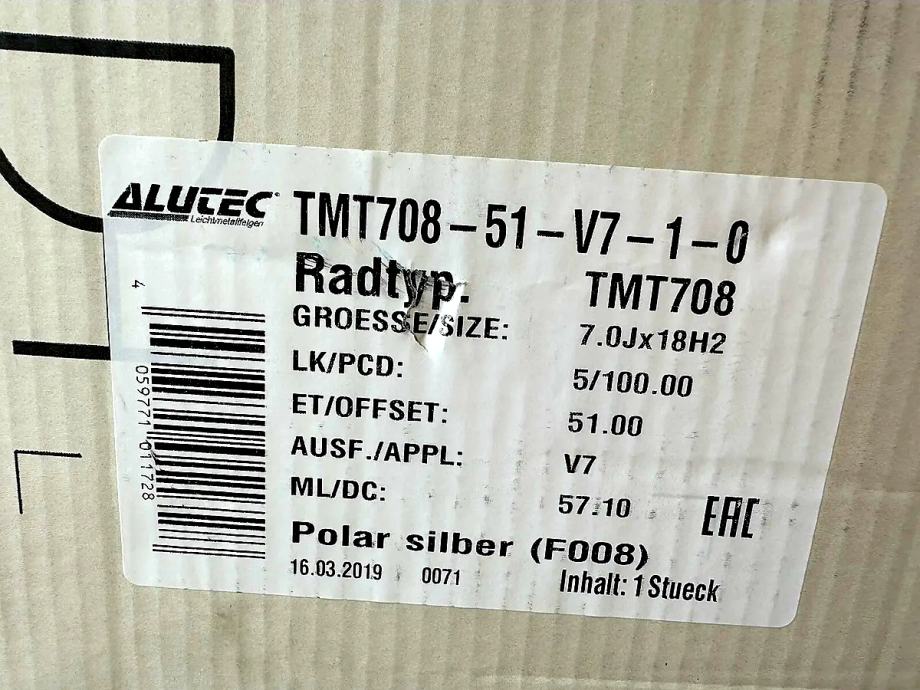 ALUTEC
Leichtmetallfelgen
TMT708-51-V7-1-0
Radtyp. TMT708
GROESSE/SIZE: 7.0Jx18H2
LK/PCD: 5/100.00
ET/OFFSET: 51.00
AUSF./APPL: V7
ML/DC: 57.10
EAC
Polar silber (F008)
16.03.2019 0071 Inhalt: 1 Stueck
4 059771 011728